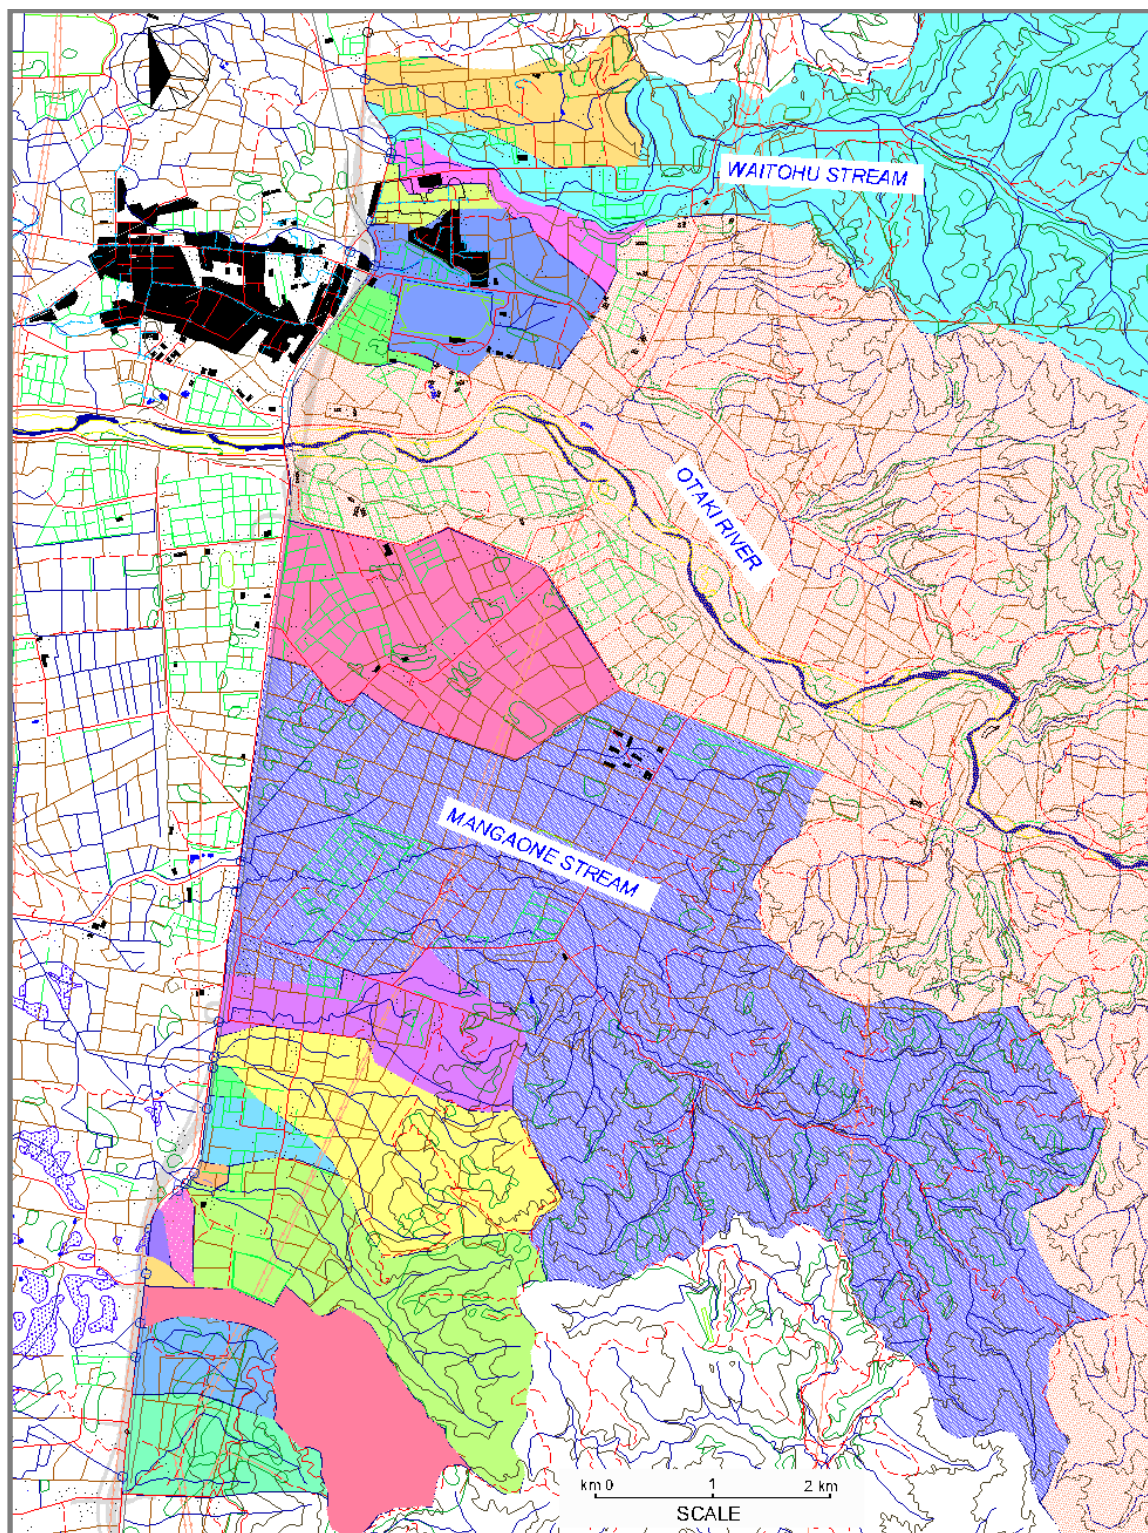 WAITOHU STREAM
OTAKI RIVER
MANGAONE STREAM
km 0 1 2 km
SCALE